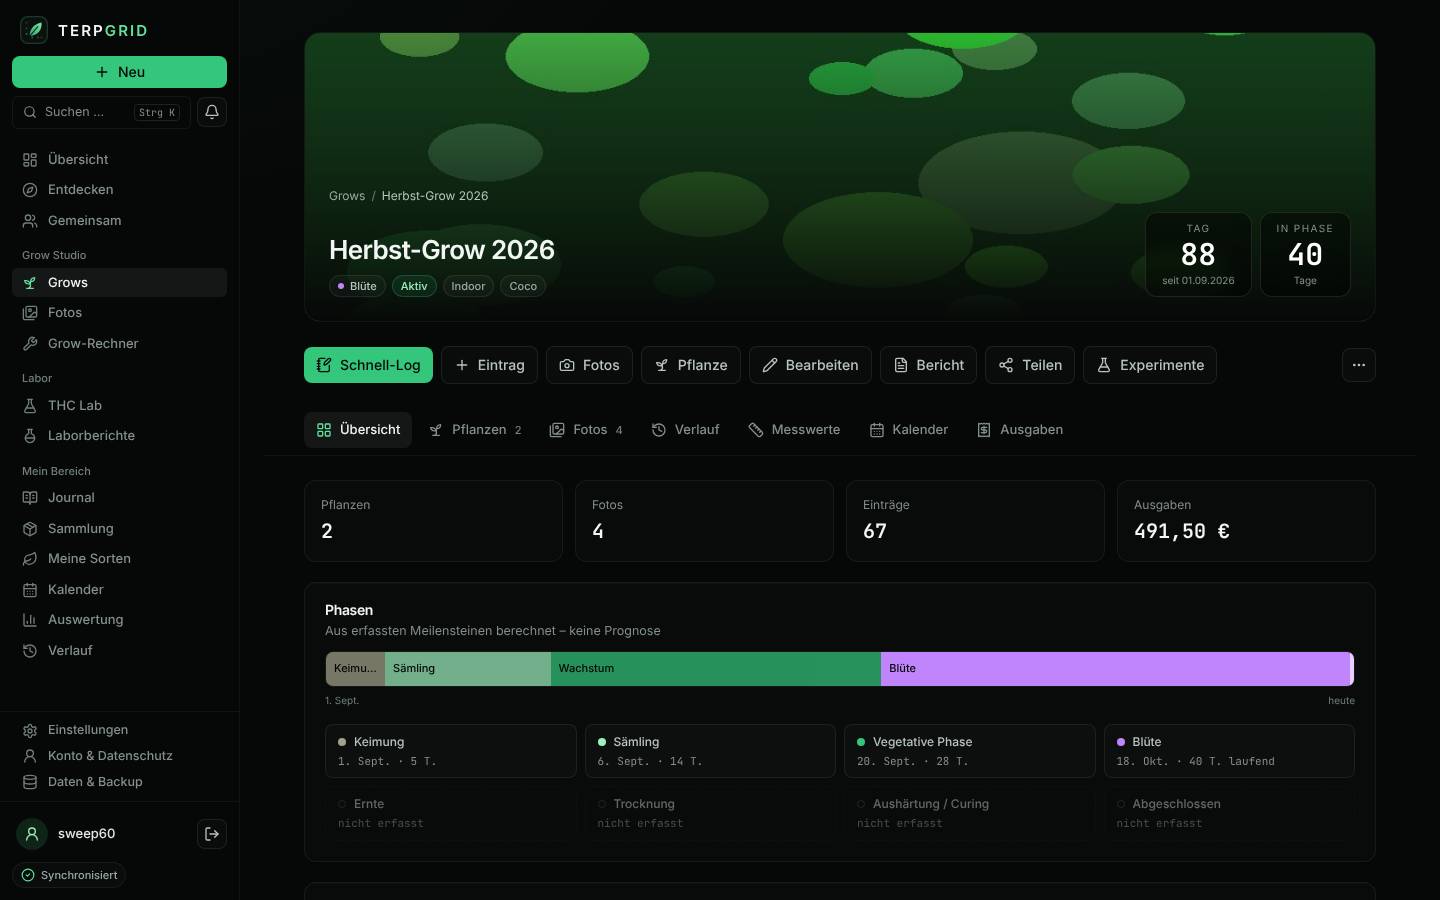 TERPGRID
Neu
Suchen ... Strg K
Übersicht
Entdecken
Gemeinsam
Grow Studio
Grows
Fotos
Grow-Rechner
Labor
THC Lab
Laborberichte
Mein Bereich
Journal
Sammlung
Meine Sorten
Kalender
Auswertung
Verlauf
Einstellungen
Konto & Datenschutz
Daten & Backup
sweep60
Synchronisiert
Grows / Herbst-Grow 2026
Herbst-Grow 2026
Blüte Aktiv Indoor Coco
TAG
88
seit 01.09.2026
IN PHASE
40
Tage
Schnell-Log Eintrag Fotos Pflanze Bearbeiten Bericht Teilen Experimente
Übersicht Pflanzen 2 Fotos 4 Verlauf Messwerte Kalender Ausgaben
Pflanzen
2
Fotos
4
Einträge
67
Ausgaben
491,50 €
Phasen
Aus erfassten Meilensteinen berechnet – keine Prognose
Keimu... Sämling Wachstum Blüte
1. Sept. heute
Keimung
1. Sept. · 5 T.
Sämling
6. Sept. · 14 T.
Vegetative Phase
20. Sept. · 28 T.
Blüte
18. Okt. · 40 T. laufend
Ernte
nicht erfasst
Trocknung
nicht erfasst
Aushärtung / Curing
nicht erfasst
Abgeschlossen
nicht erfasst